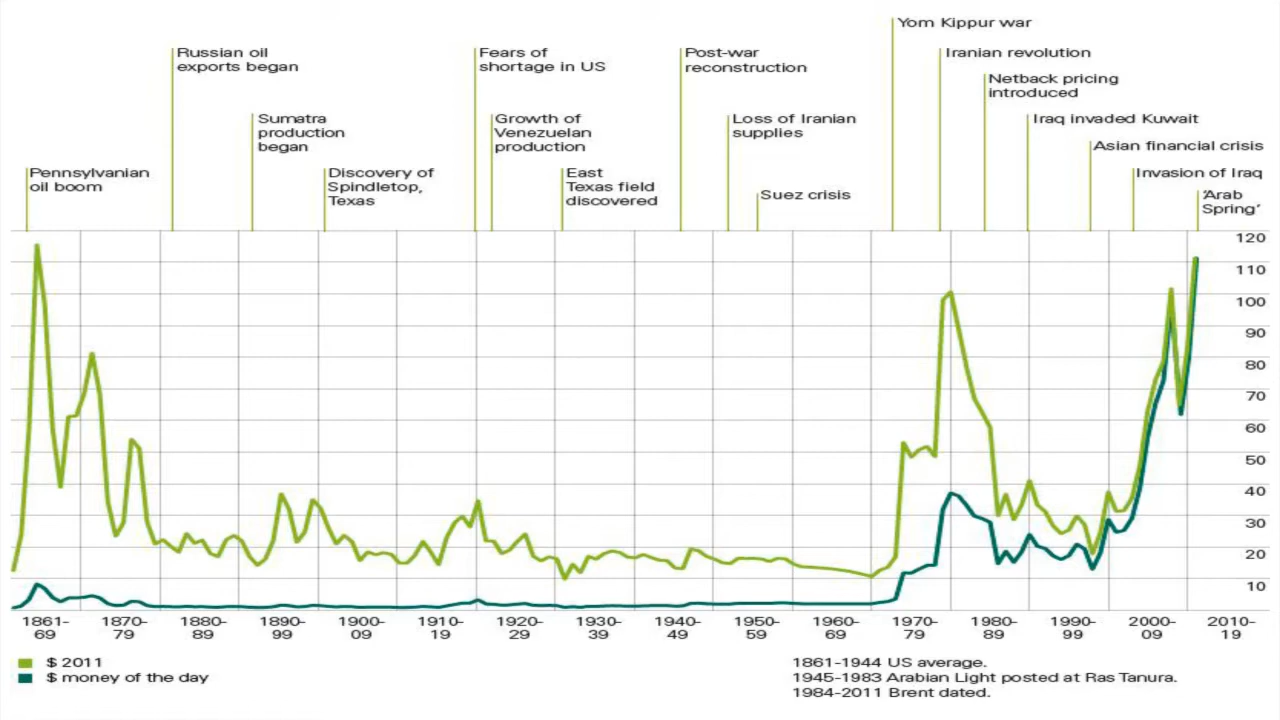 Yom Kippur war
Russian oil
exports began
Fears of
shortage in US
Post-war
reconstruction
Iranian revolution
Netback pricing
introduced
Sumatra
production
began
Growth of
Venezuelan
production
Loss of Iranian
supplies
Iraq invaded Kuwait
Asian financial crisis
Pennsylvanian
oil boom
Discovery of
Spindletop,
Texas
East
Texas field
discovered
Suez crisis
Invasion of Iraq
‘Arab
Spring’
120
110
100
90
80
70
60
50
40
30
20
10
1861-
69
1870-
79
1880-
89
1890-
99
1900-
09
1910-
19
1920-
29
1930-
39
1940-
49
1950-
59
1960-
69
1970-
79
1980-
89
1990-
99
2000-
09
2010-
19
$ 2011
$ money of the day
1861-1944 US average.
1945-1983 Arabian Light posted at Ras Tanura.
1984-2011 Brent dated.